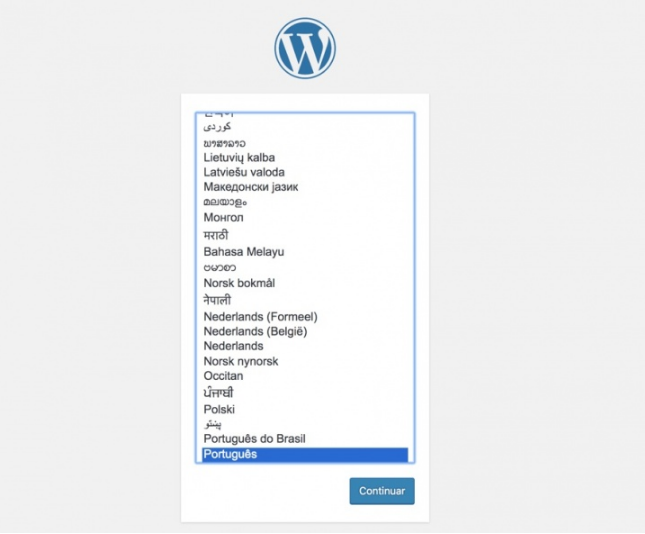 كوردی
ພາສາລາວ
Lietuvių kalba
Latviešu valoda
Македонски јазик
മലയാളം
Монгол
मराठी
Bahasa Melayu
ဗမာစာ
Norsk bokmål
नेपाली
Nederlands (Formeel)
Nederlands (België)
Nederlands
Norsk nynorsk
Occitan
ਪੰਜਾਬੀ
Polski
پښتو
Português do Brasil
Português
Continuar